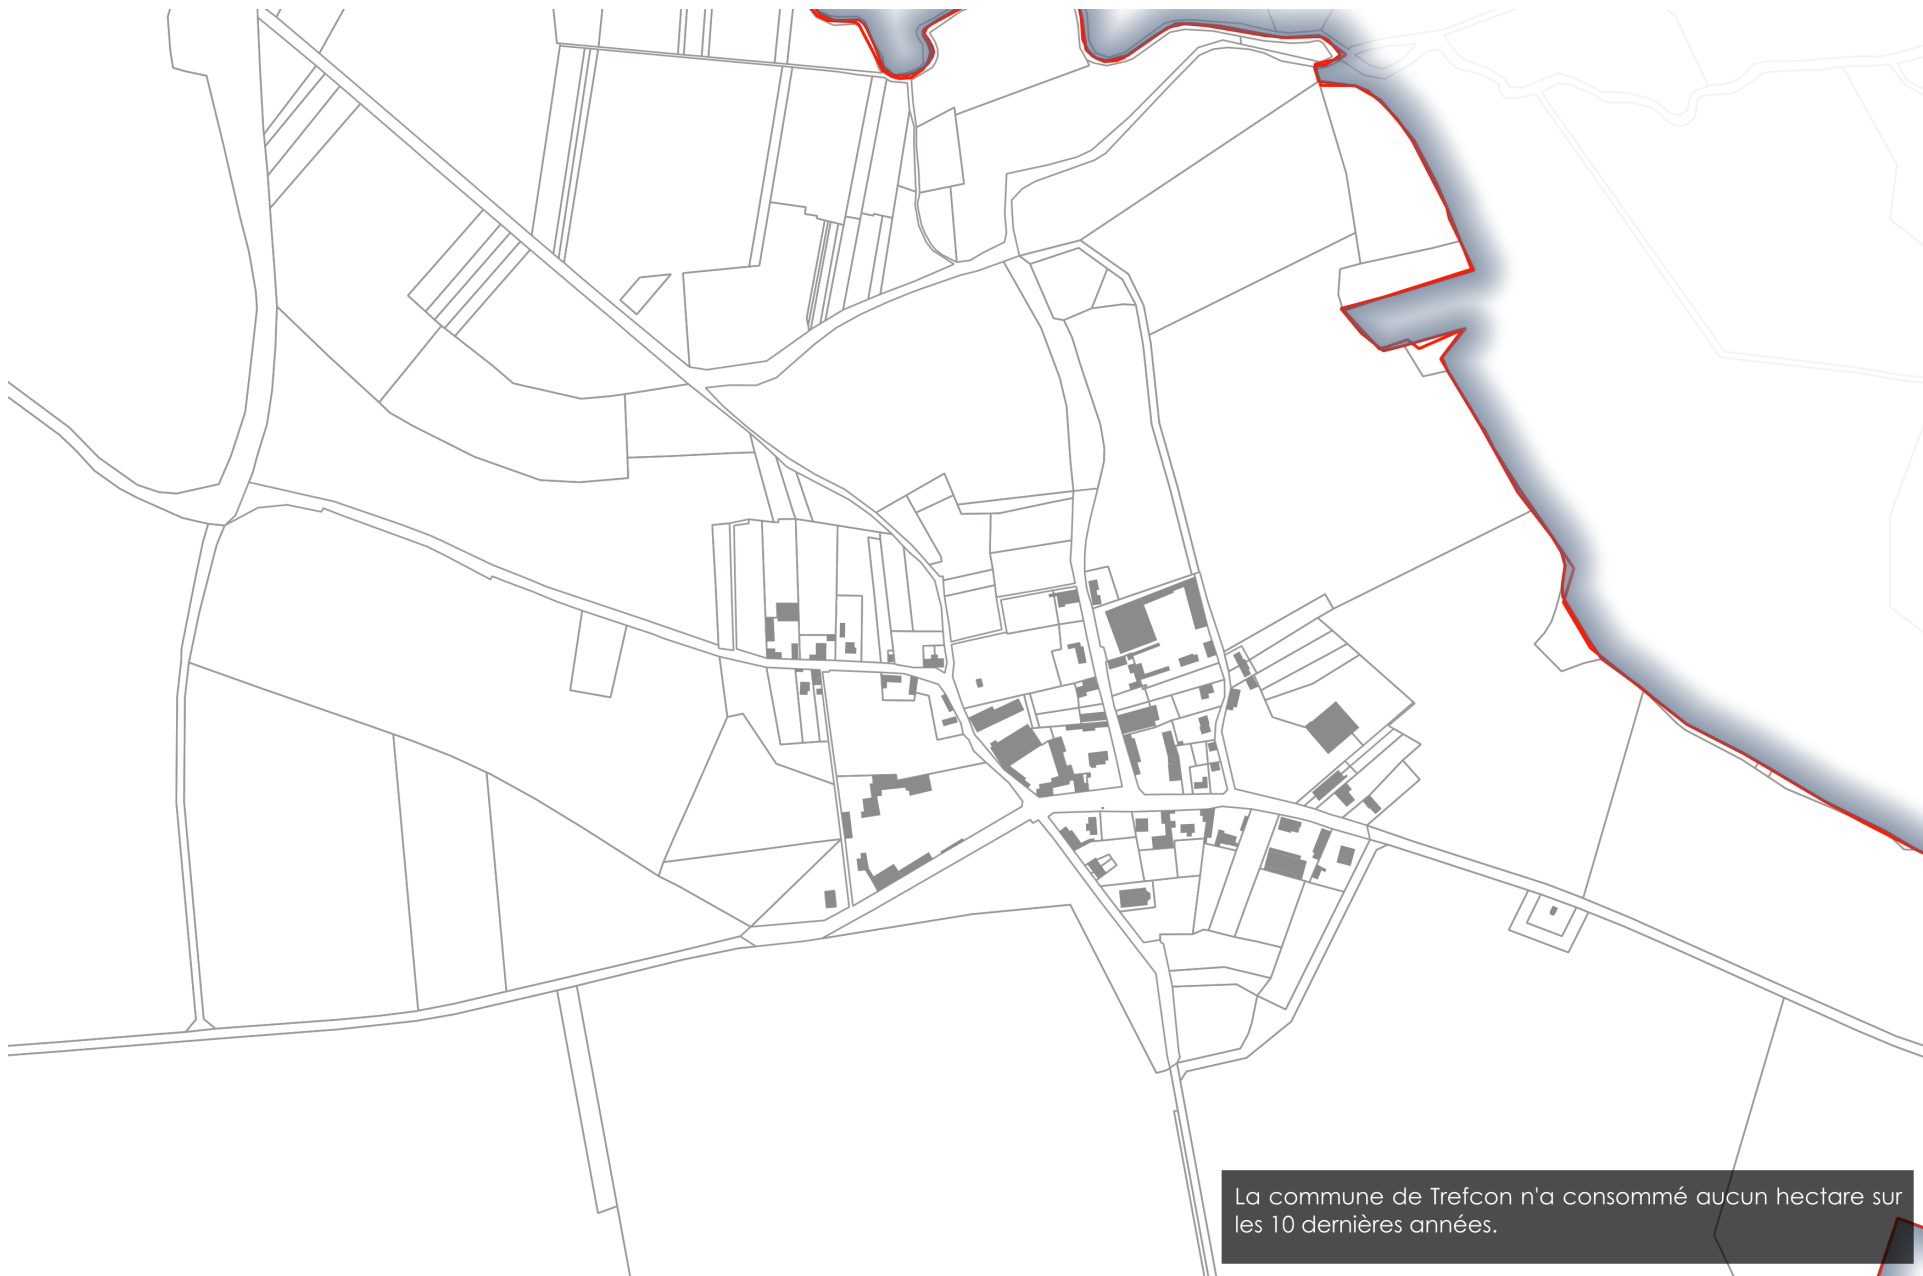 La commune de Trefcon n'a consommé aucun hectare sur
les 10 dernières années.